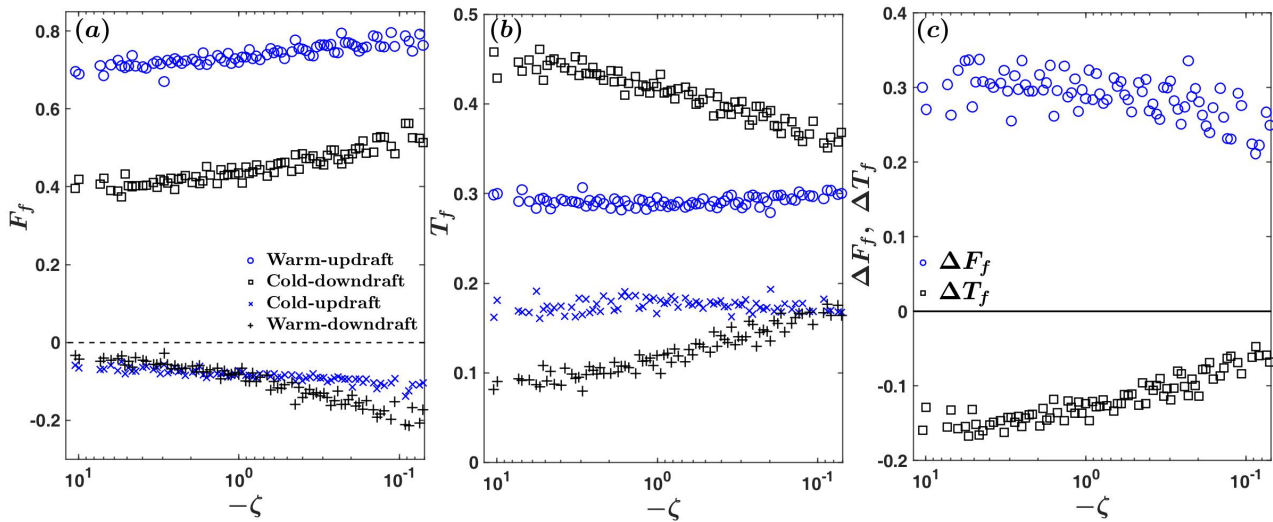 (a)
0.8
0.6
0.4
0.2
0
-0.2
F_f
Warm-updraft
Cold-downdraft
Cold-updraft
Warm-downdraft
10^1
10^0
10^-1
−ζ
(b)
0.5
0.4
0.3
0.2
0.1
0
T_f
10^1
10^0
10^-1
−ζ
(c)
0.4
0.3
0.2
0.1
0
-0.1
-0.2
ΔF_f, ΔT_f
ΔF_f
ΔT_f
10^1
10^0
10^-1
−ζ